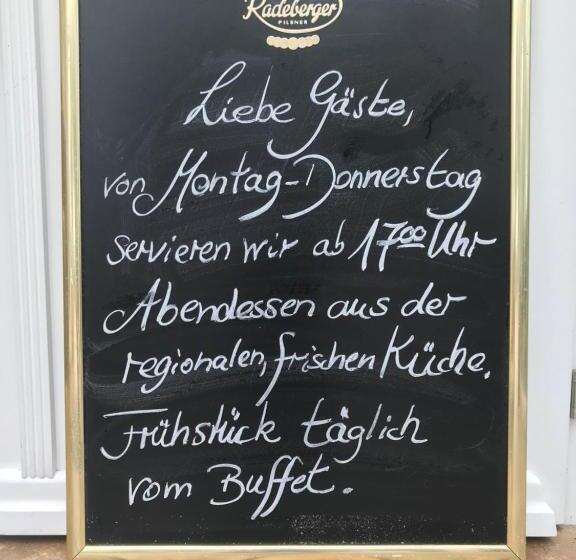 Radeberger
PILSNER
Liebe Gäste,
von Montag-Donnerstag
servieren wir ab 17⁰⁰ Uhr
Abendessen aus der
regionalen, frischen Küche.
Frühstück täglich
vom Buffet.